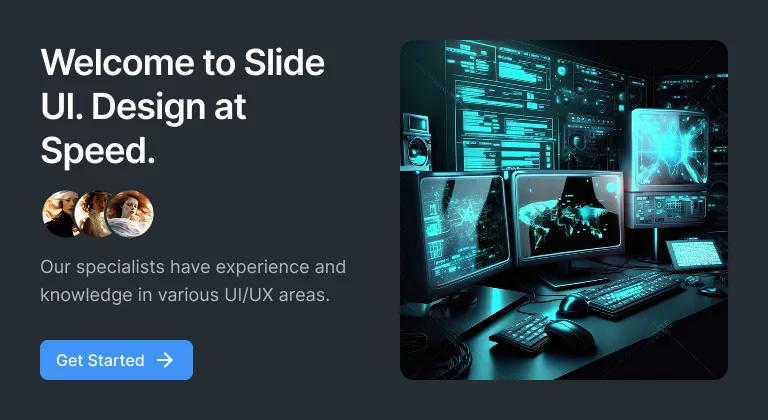 Welcome to Slide
UI. Design at
Speed.
Our specialists have experience and
knowledge in various UI/UX areas.
Get Started